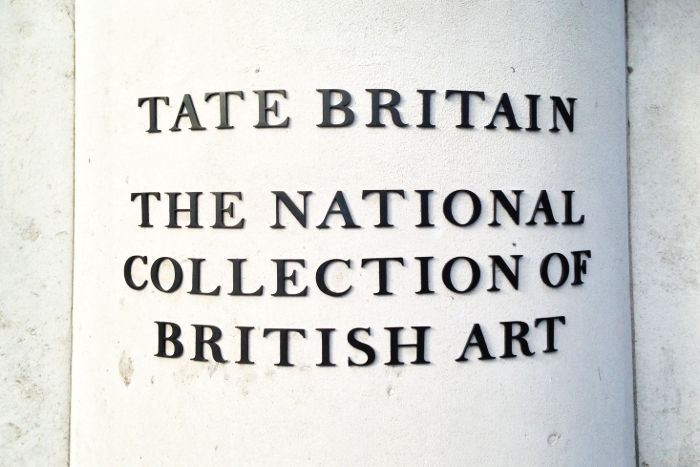 TATE BRITAIN
THE NATIONAL
COLLECTION OF
BRITISH ART